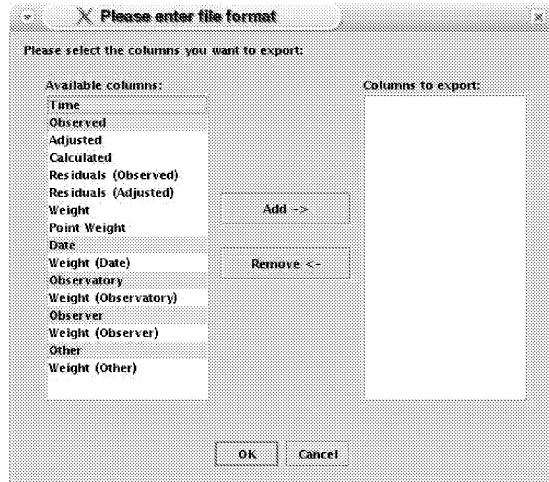 Please enter file format
Please select the columns you want to export:
Available columns:
Columns to export:
Time
Observed
Adjusted
Calculated
Residuals (Observed)
Residuals (Adjusted)
Weight
Point Weight
Date
Weight (Date)
Observatory
Weight (Observatory)
Observer
Weight (Observer)
Other
Weight (Other)
Add ->
Remove <-
OK
Cancel